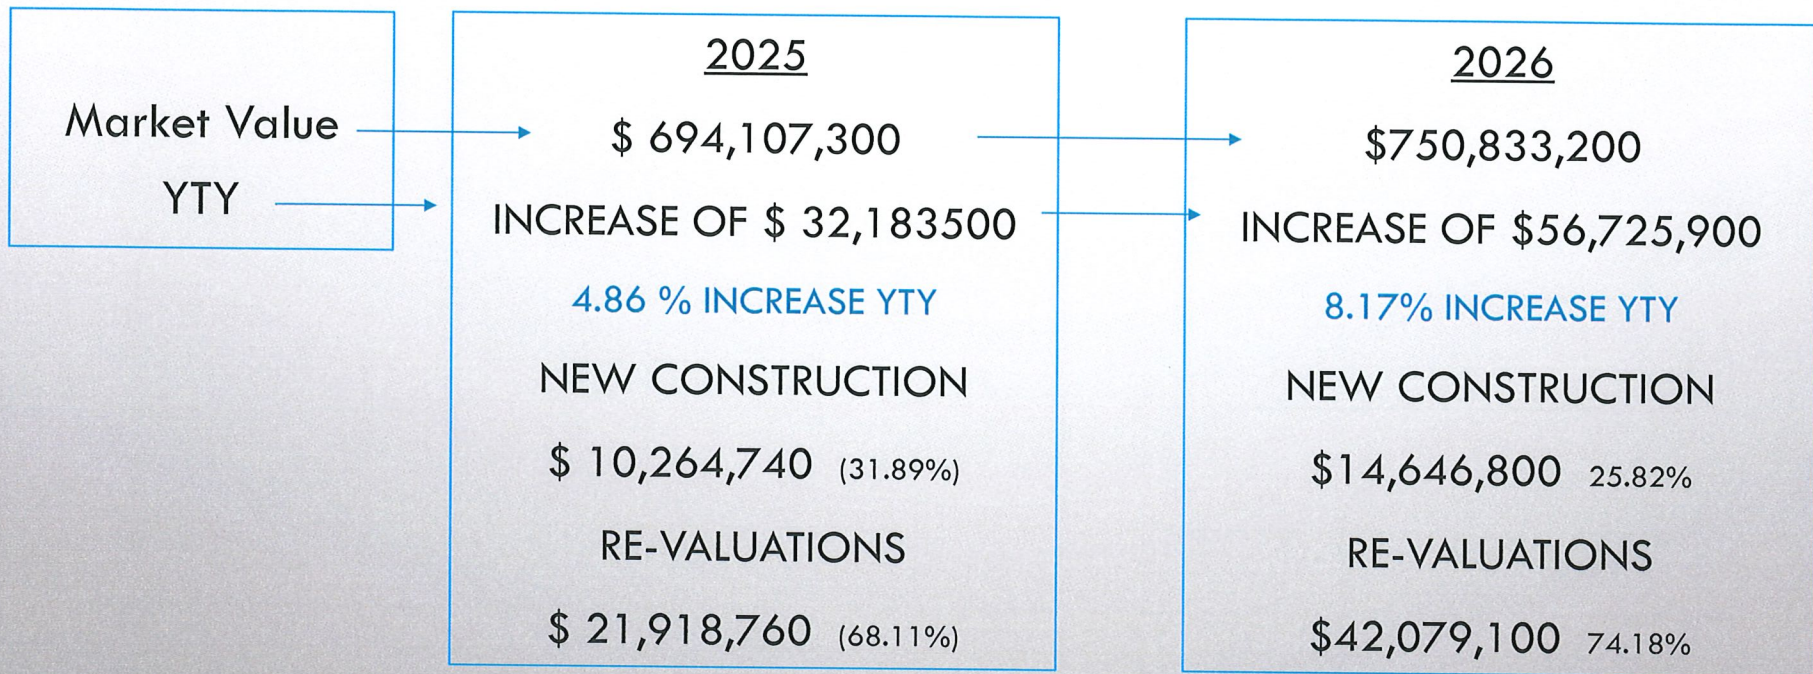 Market Value
YTY
2025
$ 694,107,300
INCREASE OF $ 32,183500
4.86 % INCREASE YTY
NEW CONSTRUCTION
$ 10,264,740 (31.89%)
RE-VALUATIONS
$ 21,918,760 (68.11%)
2026
$750,833,200
INCREASE OF $56,725,900
8.17% INCREASE YTY
NEW CONSTRUCTION
$14,646,800 25.82%
RE-VALUATIONS
$42,079,100 74.18%